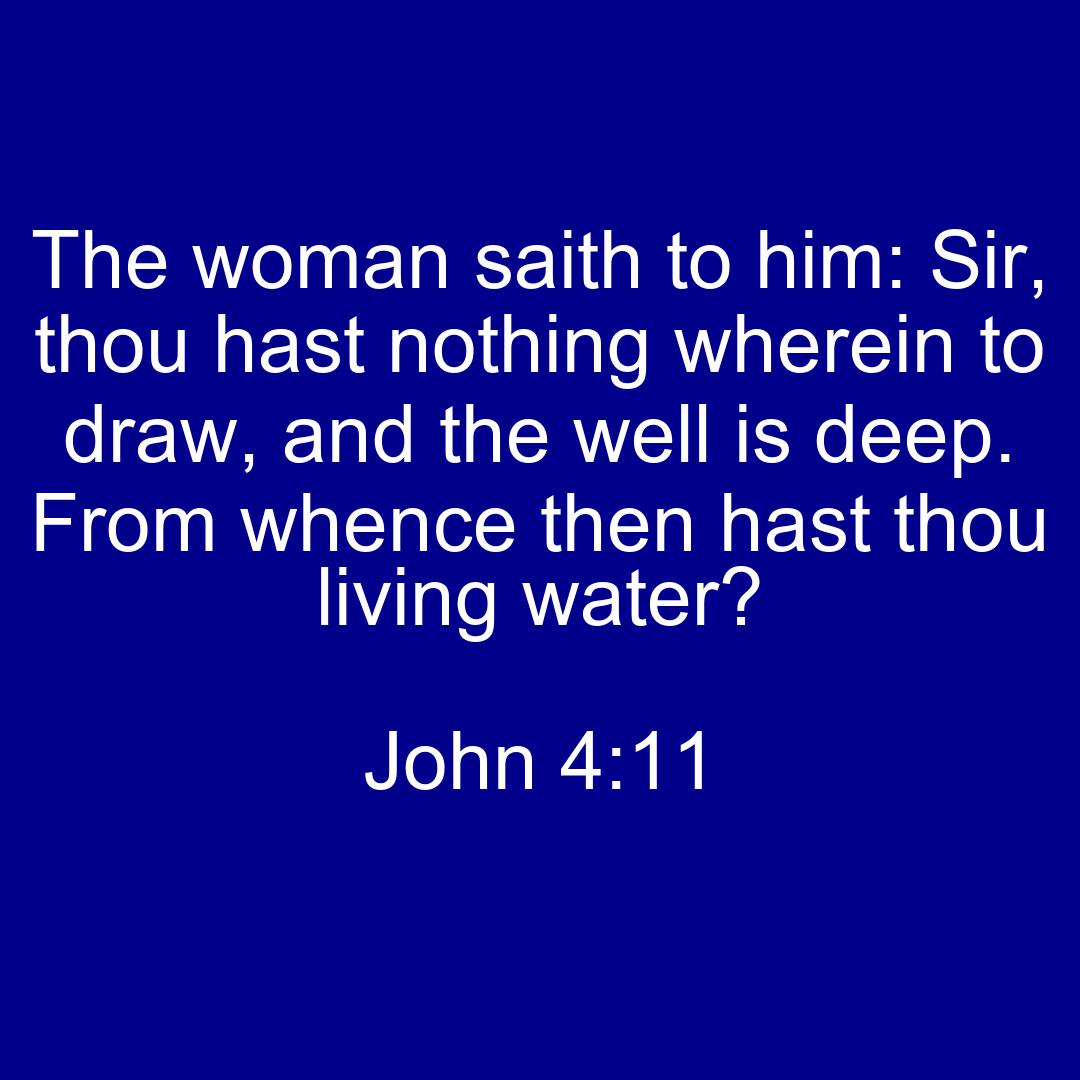 The woman saith to him: Sir,
thou hast nothing wherein to
draw, and the well is deep.
From whence then hast thou
living water?
John 4:11